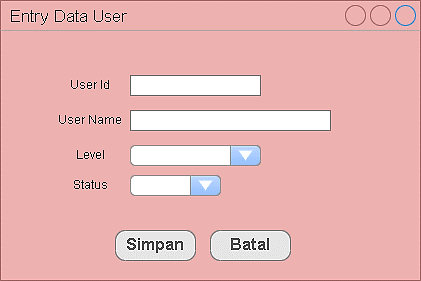 Entry Data User
User Id
User Name
Level
Status
Simpan Batal